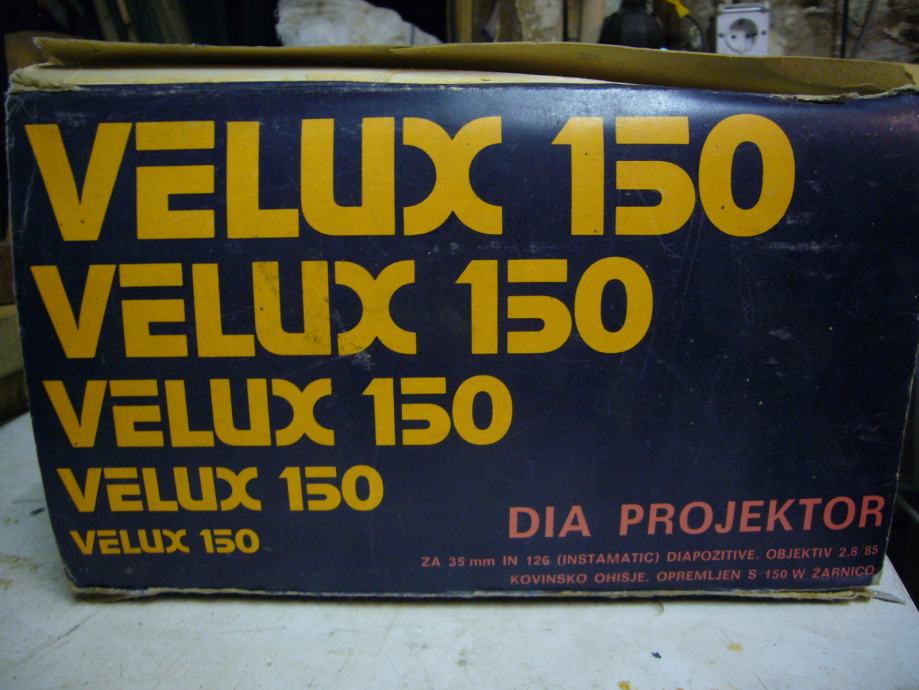 VELUX 150
VELUX 150
VELUX 150
VELUX 150
VELUX 150
DIA PROJEKTOR
ZA 35 mm IN 126 (INSTAMATIC) DIAPOZITIVE. OBJEKTIV 2.8 85
KOVINSKO OHIŠJE. OPREMLJEN S 150 W ŽARNICO